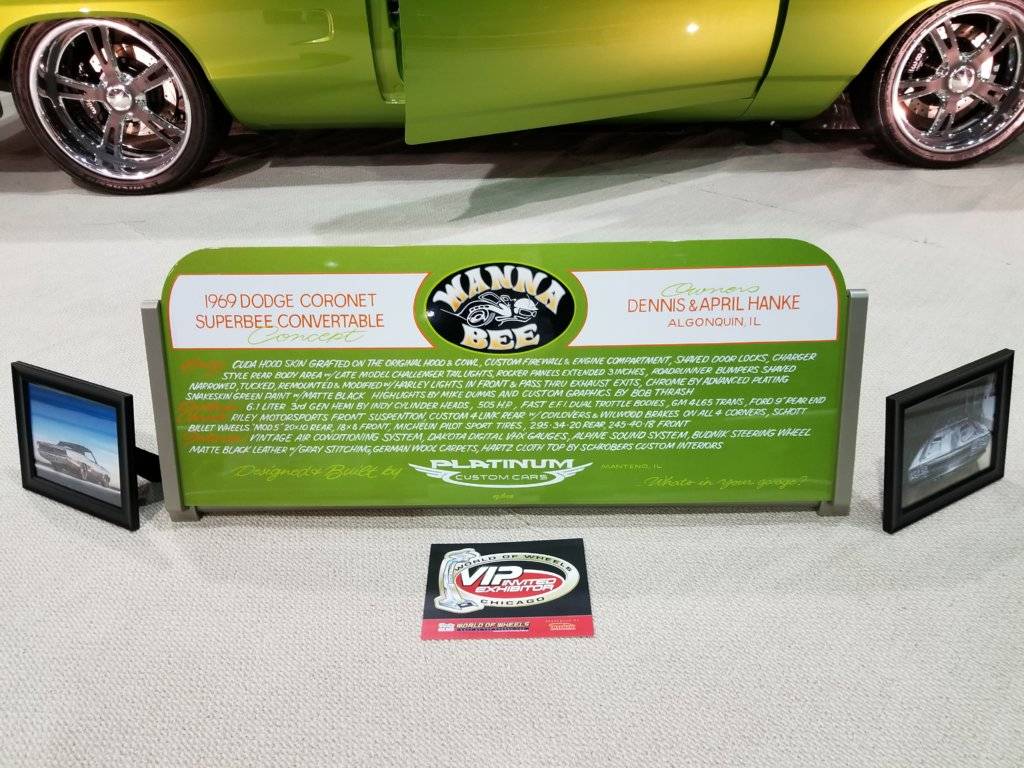 1969 DODGE CORONET
SUPERBEE CONVERTABLE
Concept
WANNA
BEE
Owners
DENNIS & APRIL HANKE
ALGONQUIN, IL
CUDA HOOD SKIN GRAFTED ON THE ORIGINAL HOOD & COWL, CUSTOM FIREWALL & ENGINE COMPARTMENT, SHAVED DOOR LOCKS, CHARGER
STYLE REAR BODY AREA W/ LATE MODEL CHALLENGER TAIL LIGHTS, ROCKER PANELS EXTENDED 3 INCHES, ROADRUNNER BUMPERS SHAVED
NARROWED, TUCKED, REMOUNTED & MODIFIED W/ HARLEY LIGHTS IN FRONT & PASS THRU EXHAUST EXITS, CHROME BY ADVANCED PLATING
SNAKESKIN GREEN PAINT W/ MATTE BLACK HIGHLIGHTS BY MIKE DUMAS AND CUSTOM GRAPHICS BY BOB THRASH
6.1 LITER 3rd GEN HEMI BY INDY CYLINDER HEADS, 505 H.P., FAST E.F.I. DUAL TROTTLE BODIES, GM 4L65 TRANS, FORD 9" REAR END
RILEY MOTORSPORTS FRONT SUSPENTION, CUSTOM 4 LINK REAR W/ COILOVERS & WILWOOD BRAKES ON ALL 4 CORNERS, SCHOTT
BILLET WHEELS "MOD 5" 20x10 REAR, 18x8 FRONT, MICHELIN PILOT SPORT TIRES, 295-34-20 REAR, 245-40-18 FRONT
VINTAGE AIR CONDITIONING SYSTEM, DAKOTA DIGITAL VHX GAUGES, ALPINE SOUND SYSTEM, BUDNIK STEERING WHEEL
MATTE BLACK LEATHER W/ GRAY STITCHING, GERMAN WOOL CARPETS, HARTZ CLOTH TOP BY SCHROBERS CUSTOM INTERIORS
Designed & Built by
PLATINUM
CUSTOM CARS
MANTENO, IL
...Whats in your garage?
WORLD OF WHEELS
VIP INVITED
EXHIBITOR
CHICAGO
WORLD OF WHEELS